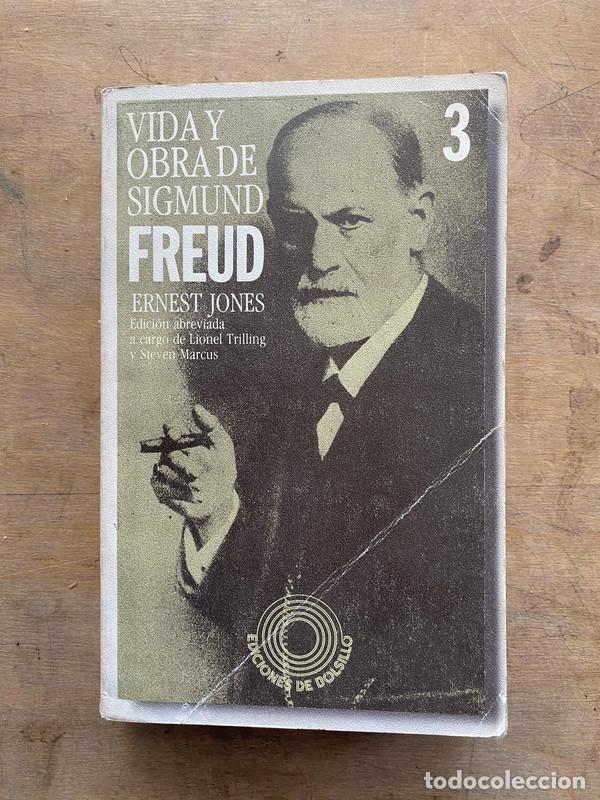 VIDA Y
OBRA DE
SIGMUND
FREUD
ERNEST JONES
Edición abreviada
a cargo de Lionel Trilling
y Steven Marcus
3
EDICIONES DE BOLSILLO
todocoleccion